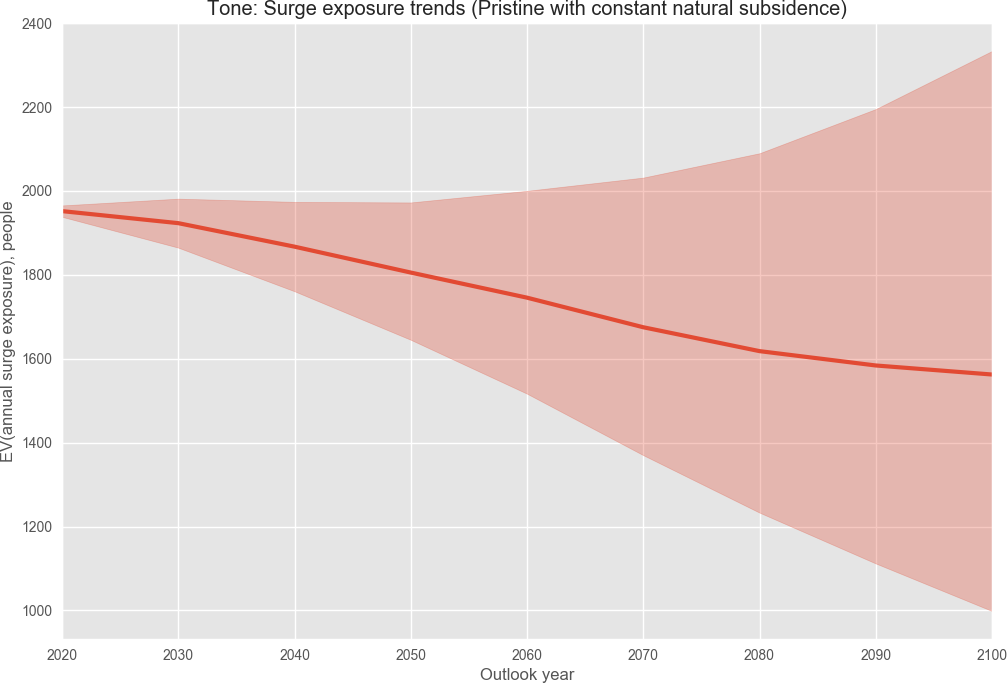 Tone: Surge exposure trends (Pristine with constant natural subsidence)
2400
2200
2000
1800
1600
1400
1200
1000
EV(annual surge exposure), people
2020 2030 2040 2050 2060 2070 2080 2090 2100
Outlook year